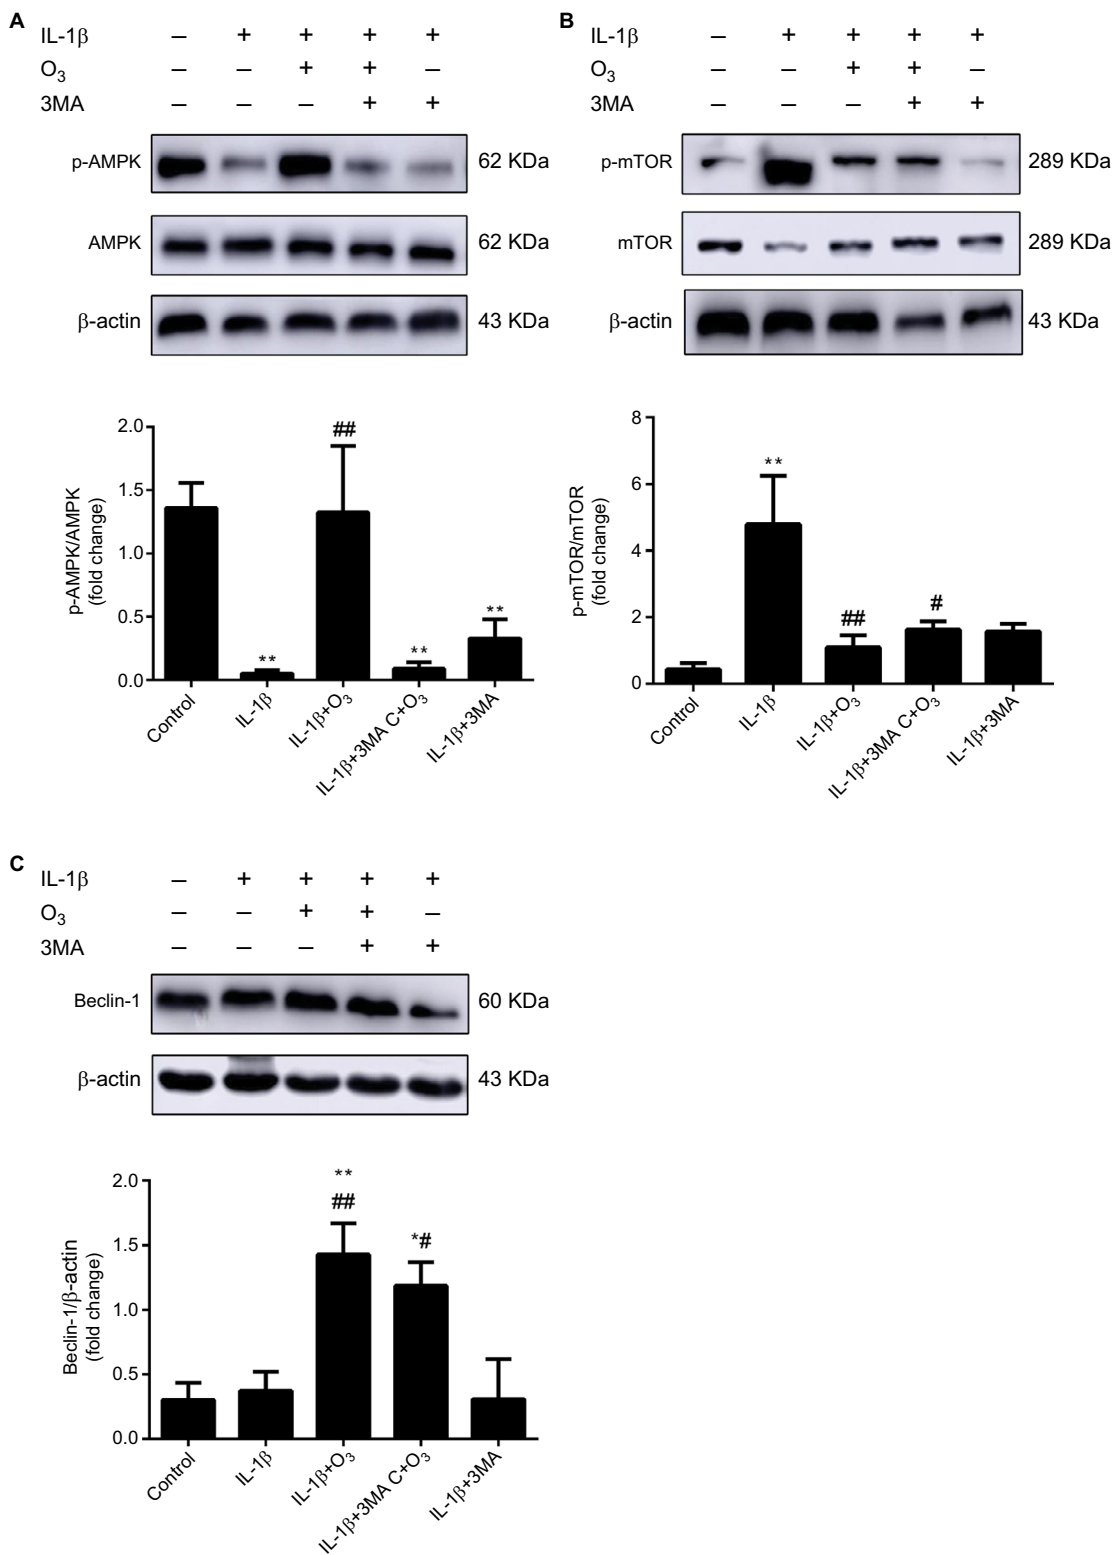 A
IL-1β – + + + +
O3 – – + + –
3MA – – – + +
p-AMPK 62 KDa
AMPK 62 KDa
β-actin 43 KDa
2.0
1.5
1.0
0.5
0.0
p-AMPK/AMPK
(fold change)
** ## ** **
Control IL-1β IL-1β+O3 IL-1β+3MA C+O3 IL-1β+3MA
B
IL-1β – + + + +
O3 – – + + –
3MA – – – + +
p-mTOR 289 KDa
mTOR 289 KDa
β-actin 43 KDa
8
6
4
2
0
p-mTOR/mTOR
(fold change)
** ## #
Control IL-1β IL-1β+O3 IL-1β+3MA C+O3 IL-1β+3MA
C
IL-1β – + + + +
O3 – – + + –
3MA – – – + +
Beclin-1 60 KDa
β-actin 43 KDa
2.0
1.5
1.0
0.5
0.0
Beclin-1/β-actin
(fold change)
**
## *#
Control IL-1β IL-1β+O3 IL-1β+3MA C+O3 IL-1β+3MA